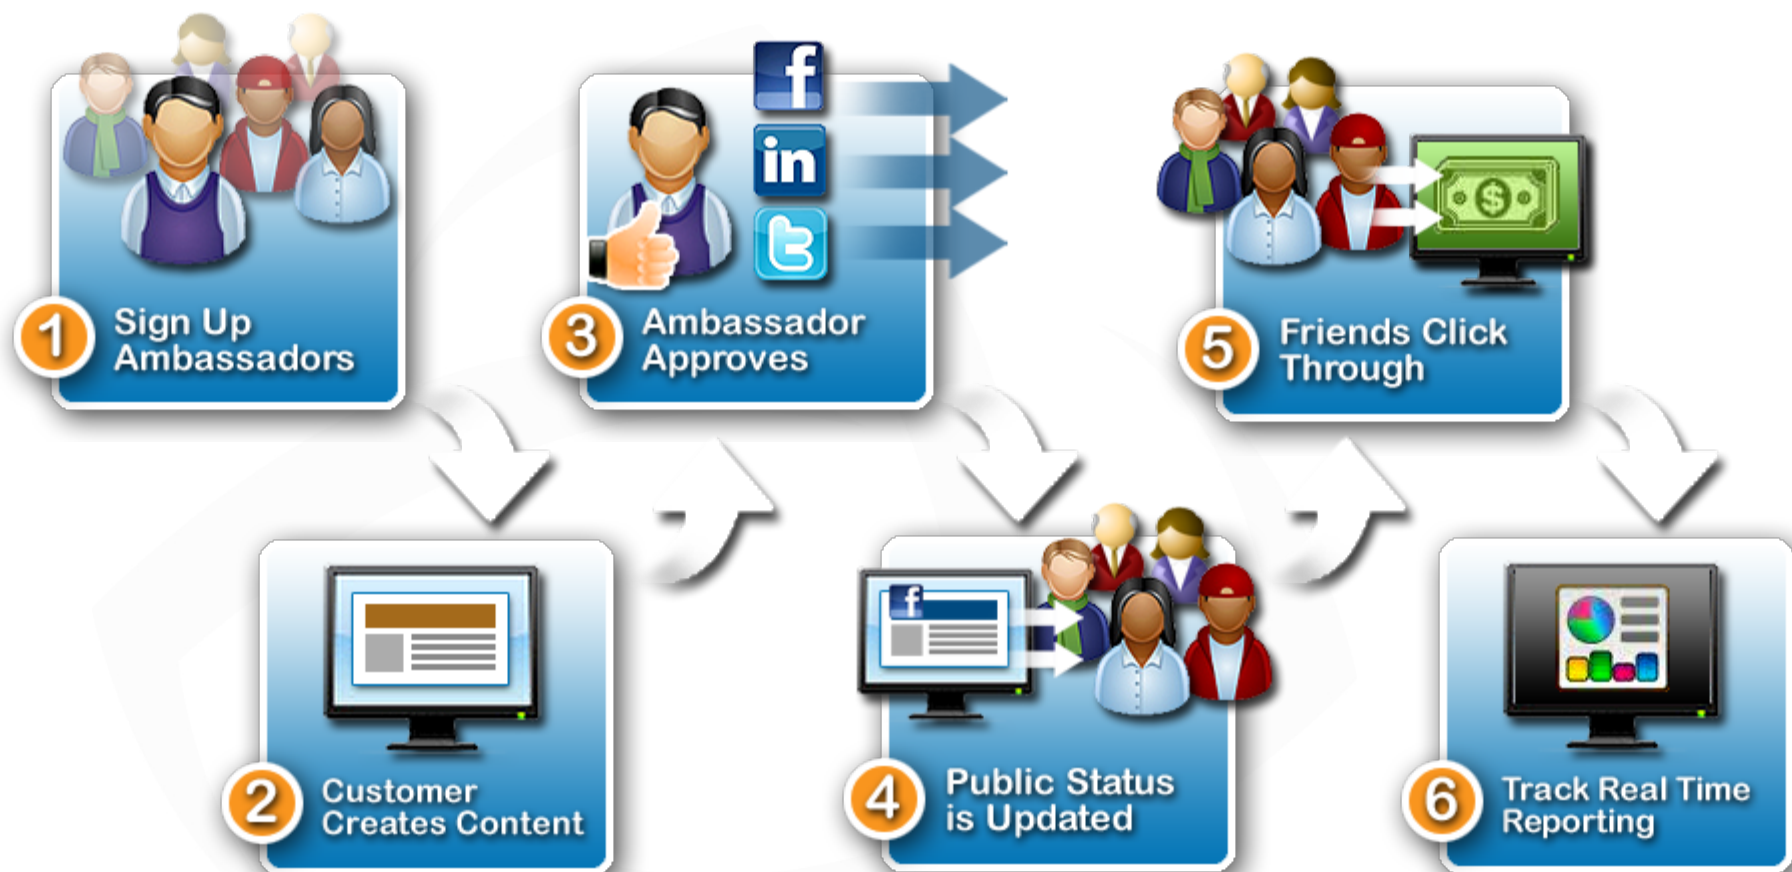 1
Sign Up
Ambassadors
2
Customer
Creates Content
3
Ambassador
Approves
f
in
t
4
Public Status
is Updated
f
5
Friends Click
Through
$
6
Track Real Time
Reporting